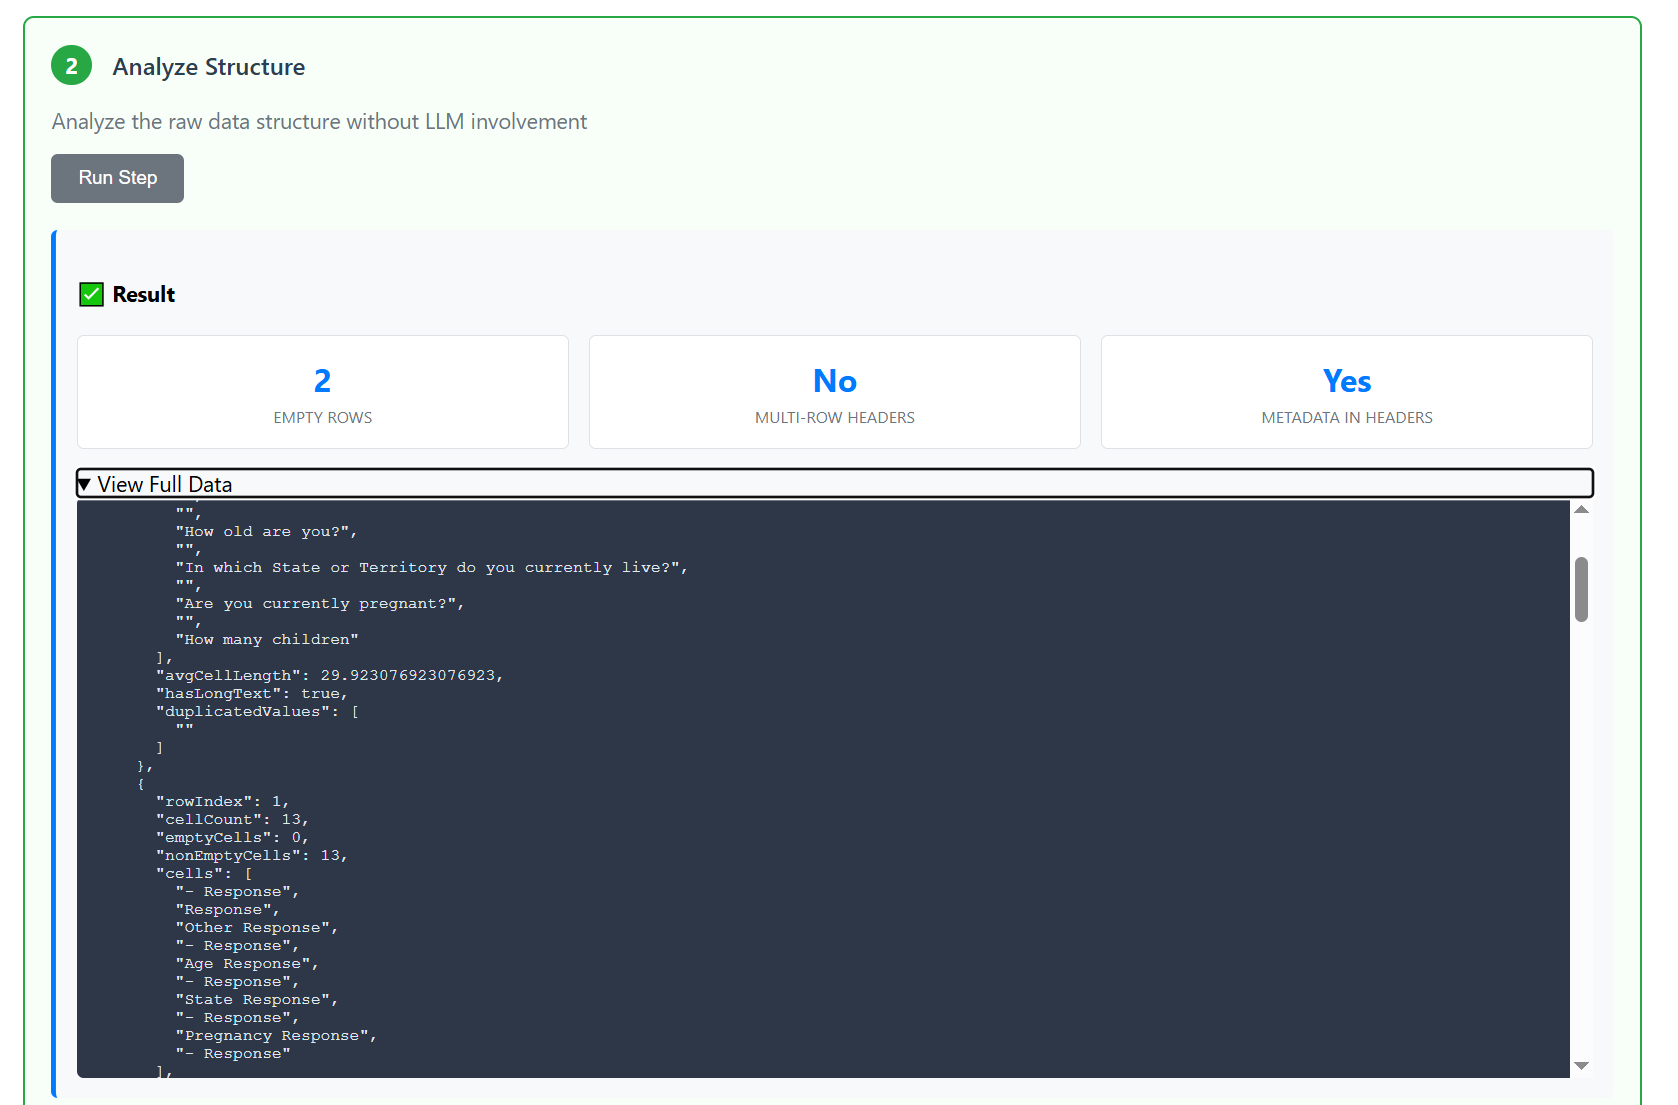 2 Analyze Structure
Analyze the raw data structure without LLM involvement
Run Step
Result
2
EMPTY ROWS
No
MULTI-ROW HEADERS
Yes
METADATA IN HEADERS
▼ View Full Data
"",
"How old are you?",
"",
"In which State or Territory do you currently live?",
"",
"Are you currently pregnant?",
"",
"How many children"
],
"avgCellLength": 29.923076923076923,
"hasLongText": true,
"duplicatedValues": [
""
]
},
{
"rowIndex": 1,
"cellCount": 13,
"emptyCells": 0,
"nonEmptyCells": 13,
"cells": [
"- Response",
"Response",
"Other Response",
"- Response",
"Age Response",
"- Response",
"State Response",
"- Response",
"Pregnancy Response",
"- Response"
],